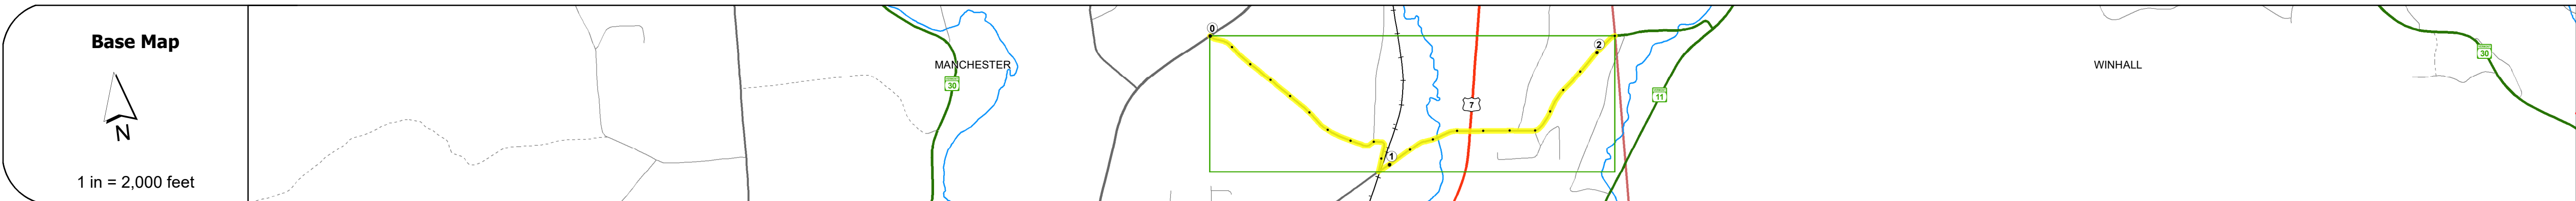 Base Map
N
1 in = 2,000 feet
MANCHESTER
30
0
1
7
2
11
WINHALL
30